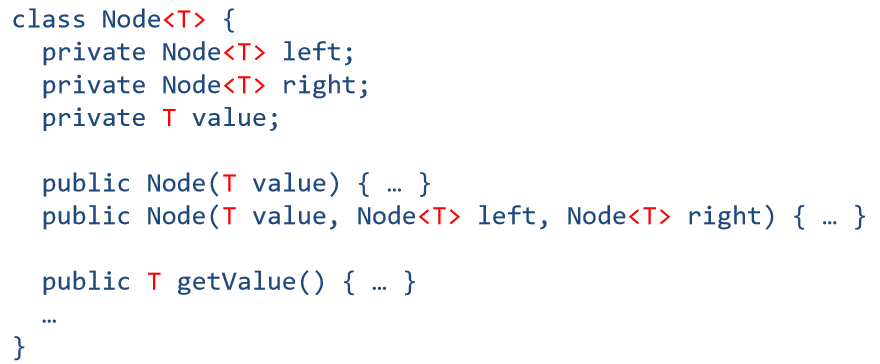 class Node<T> {
private Node<T> left;
private Node<T> right;
private T value;
public Node(T value) { … }
public Node(T value, Node<T> left, Node<T> right) { … }
public T getValue() { … }
…
}